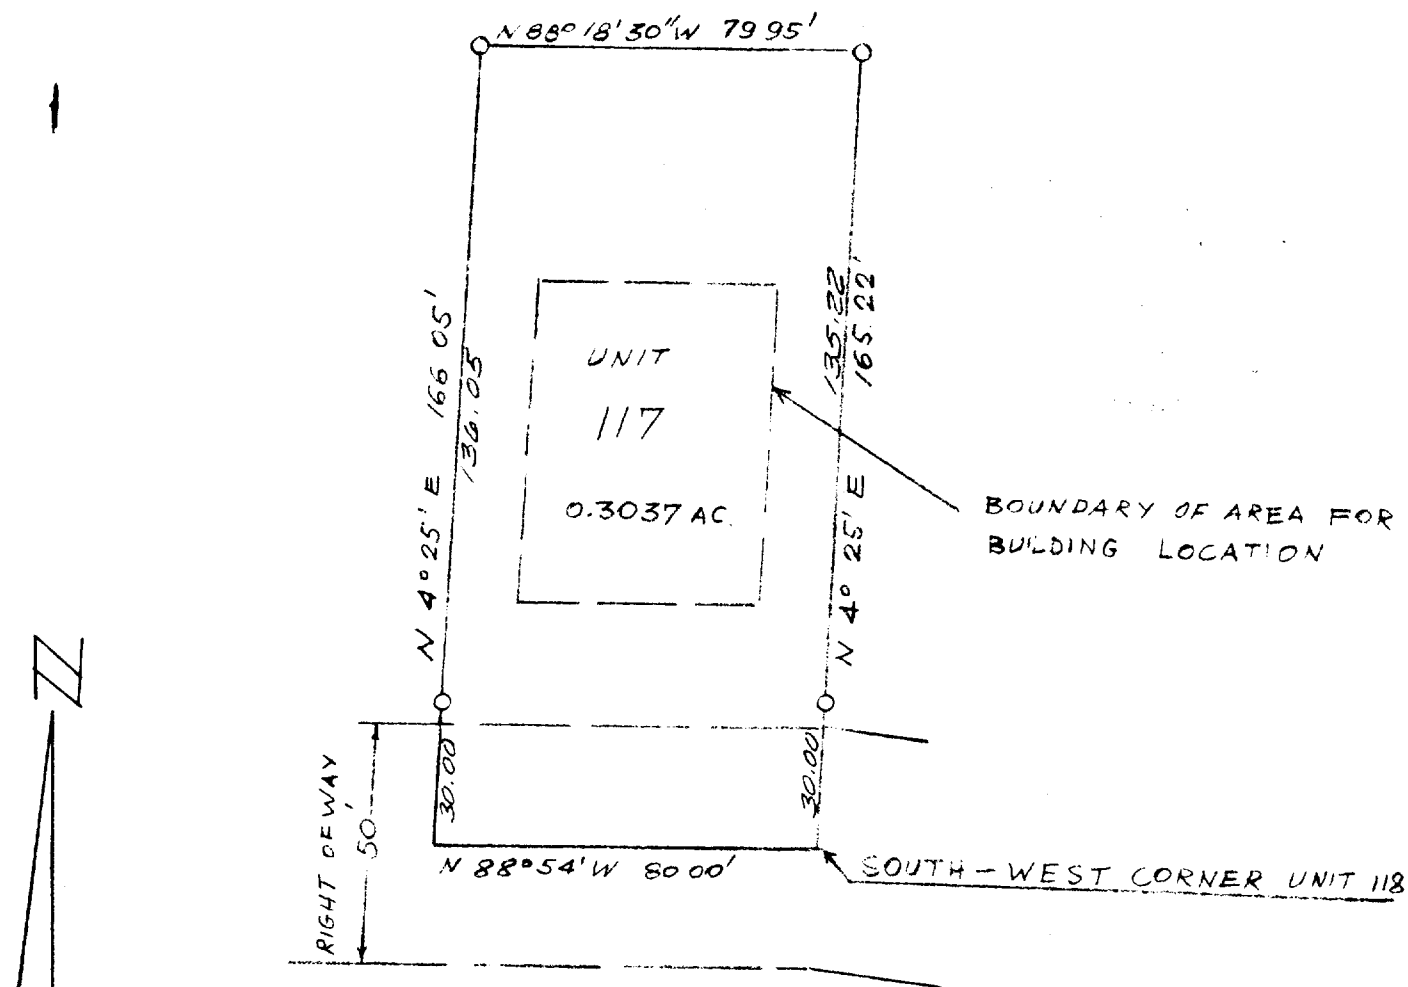 N 88° 18' 30" W 79 95'
N 4° 25' E 166 05'
136.05
135.22
N 4° 25' E 165 22'
UNIT
117
0.3037 AC.
BOUNDARY OF AREA FOR
BUILDING LOCATION
N
30.00
30.00
RIGHT OF WAY
50'
N 88° 54' W 80 00'
SOUTH - WEST CORNER UNIT 118